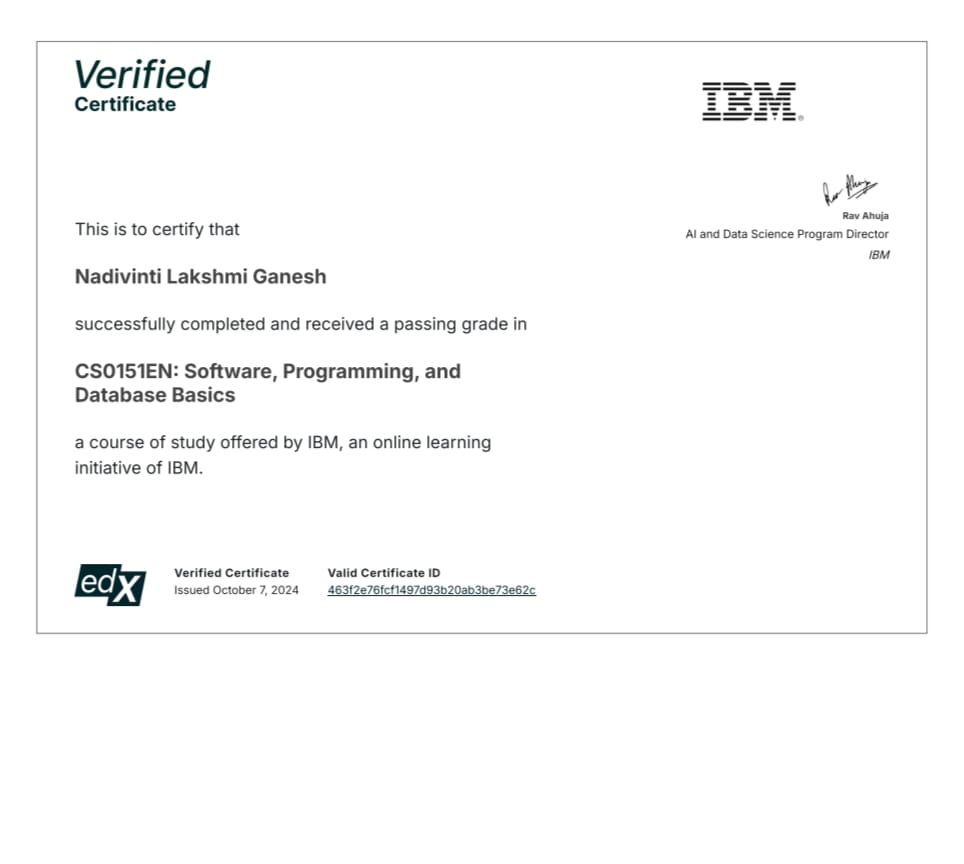 Verified
Certificate
IBM®
Rav Ahuja
AI and Data Science Program Director
IBM
This is to certify that
Nadivinti Lakshmi Ganesh
successfully completed and received a passing grade in
CS0151EN: Software, Programming, and
Database Basics
a course of study offered by IBM, an online learning
initiative of IBM.
edX
Verified Certificate
Issued October 7, 2024
Valid Certificate ID
463f2e76fcf1497d93b20ab3be73e62c